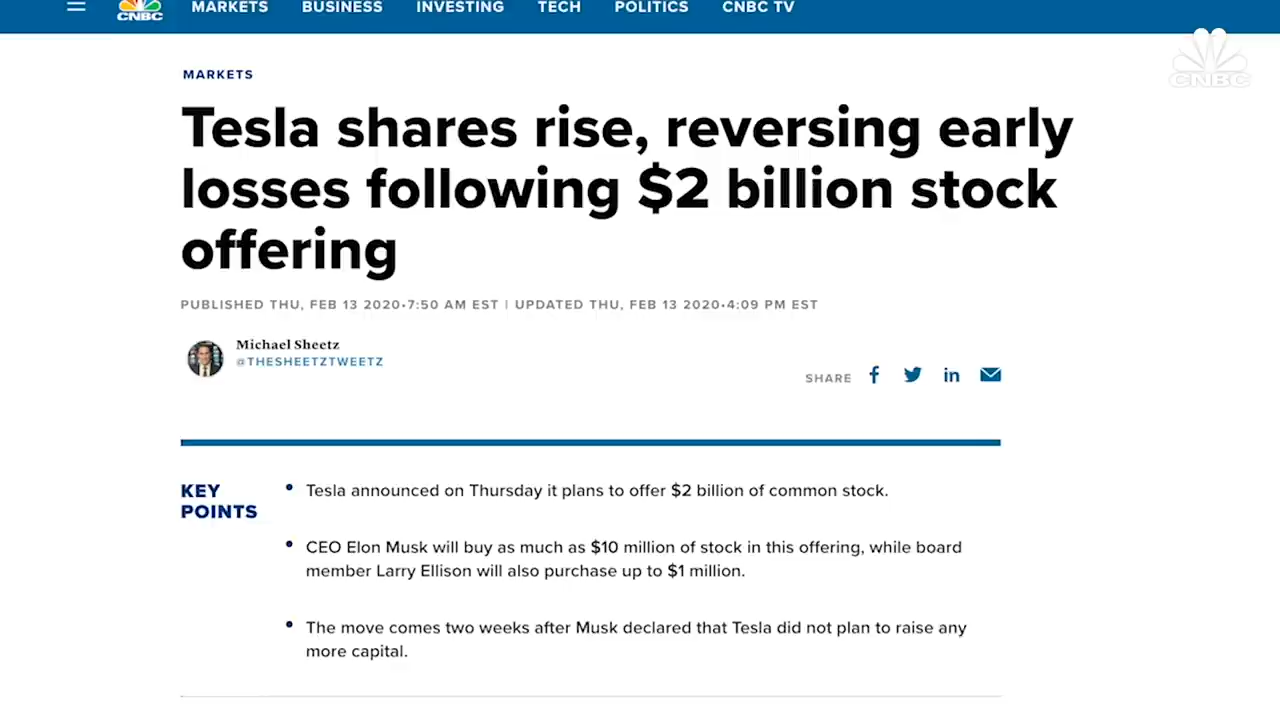 CNBC
MARKETS BUSINESS INVESTING TECH POLITICS CNBC TV
CNBC
MARKETS
Tesla shares rise, reversing early
losses following $2 billion stock
offering
PUBLISHED THU, FEB 13 2020•7:50 AM EST | UPDATED THU, FEB 13 2020•4:09 PM EST
Michael Sheetz
@THESHEETZTWEETZ
SHARE
KEY
POINTS
• Tesla announced on Thursday it plans to offer $2 billion of common stock.
• CEO Elon Musk will buy as much as $10 million of stock in this offering, while board
member Larry Ellison will also purchase up to $1 million.
• The move comes two weeks after Musk declared that Tesla did not plan to raise any
more capital.